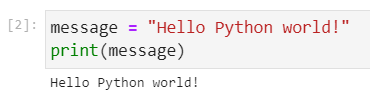 [2]: message = "Hello Python world!"
print(message)
Hello Python world!